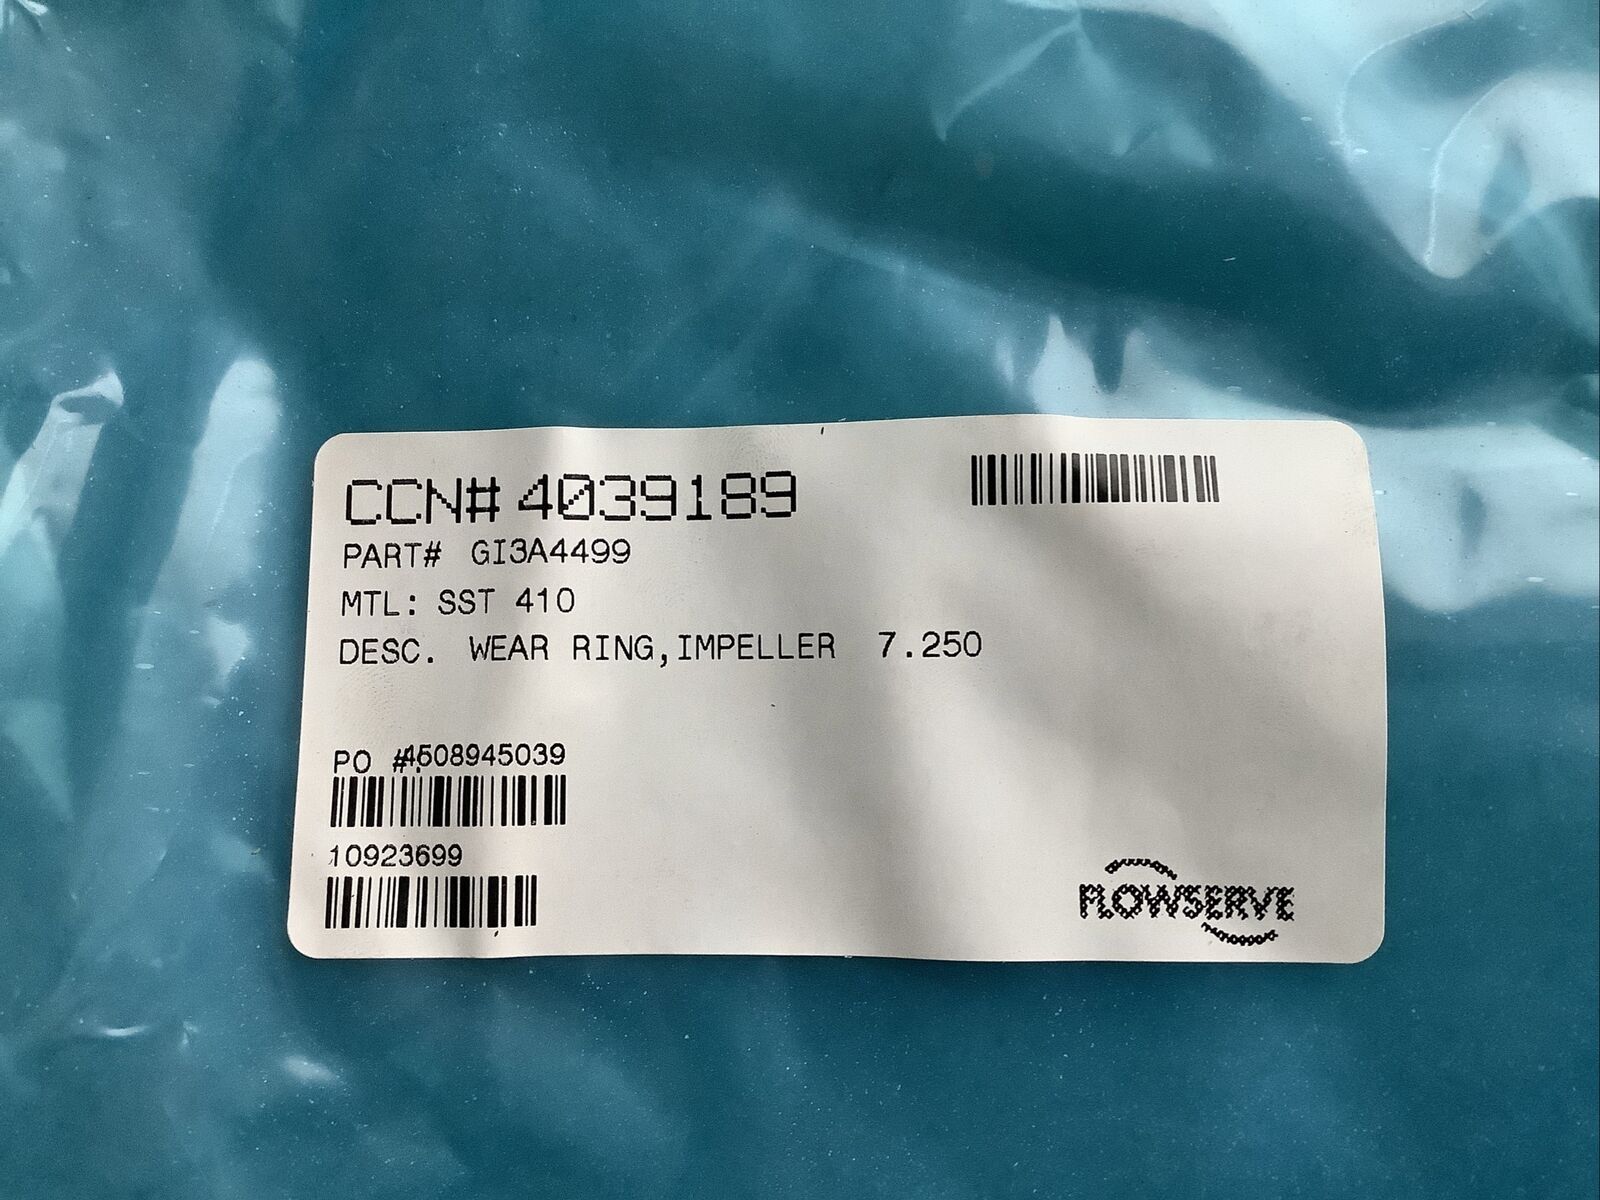 CCN# 4039189
PART# GI3A4499
MTL: SST 410
DESC. WEAR RING,IMPELLER 7.250
PO #4508945039
10923699
FLOWSERVE